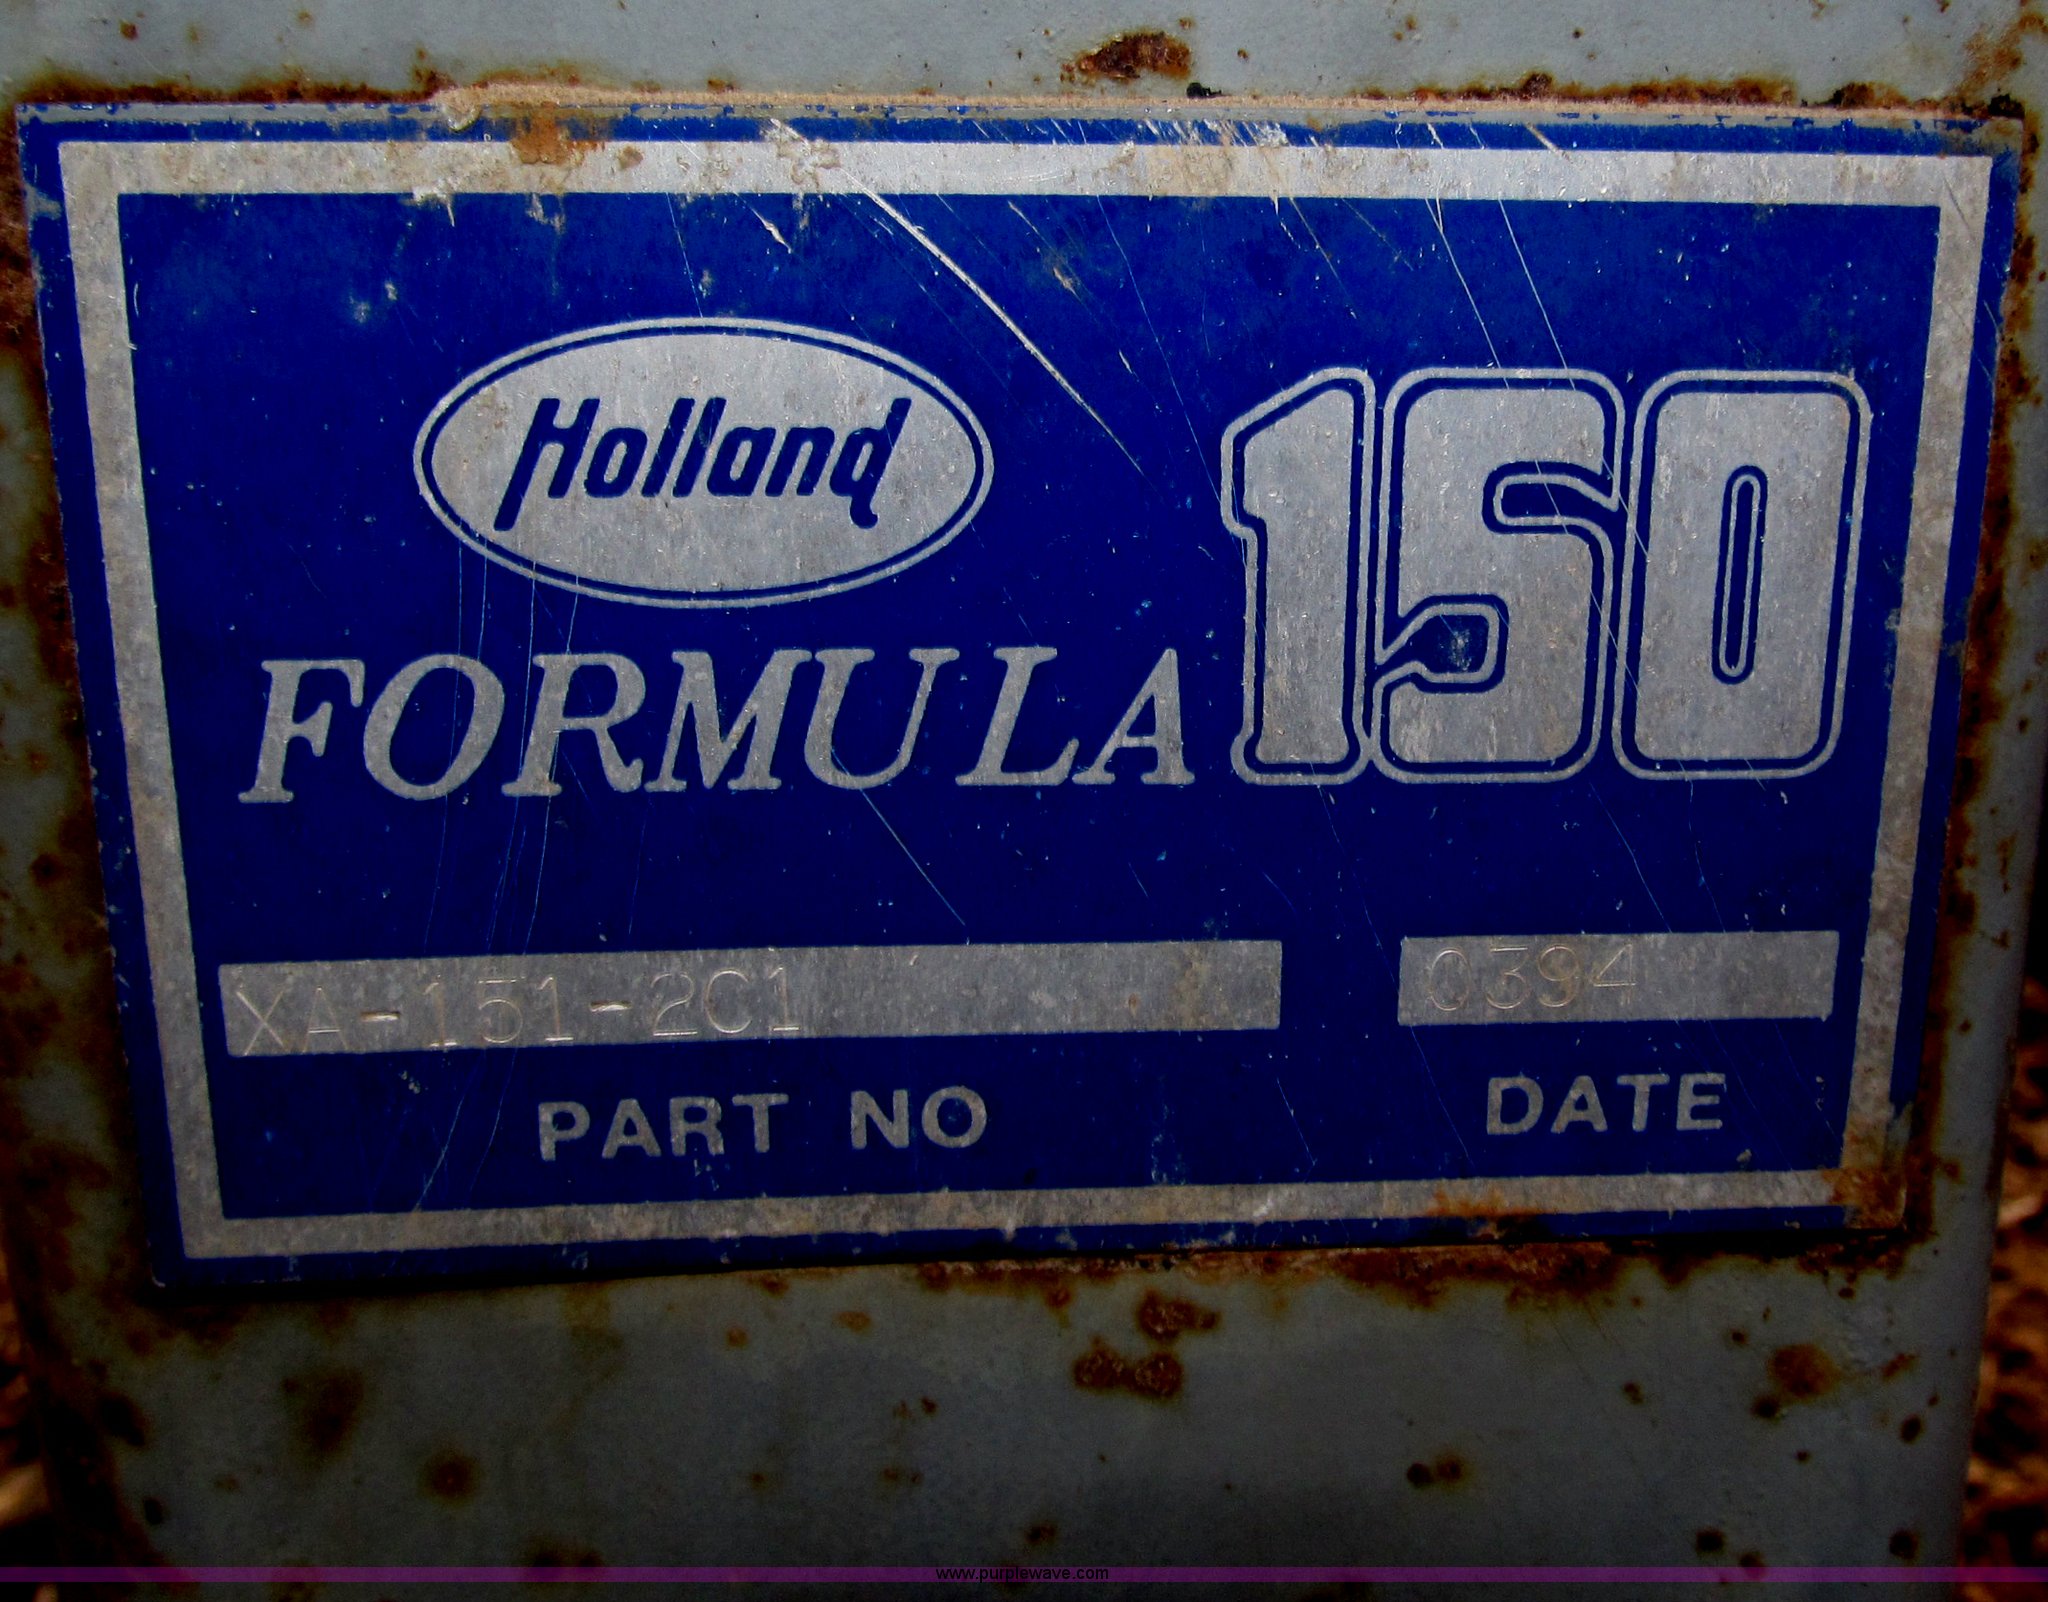 Holland
FORMULA 150
XA-151-2C1 0394
PART NO DATE
www.purplewave.com